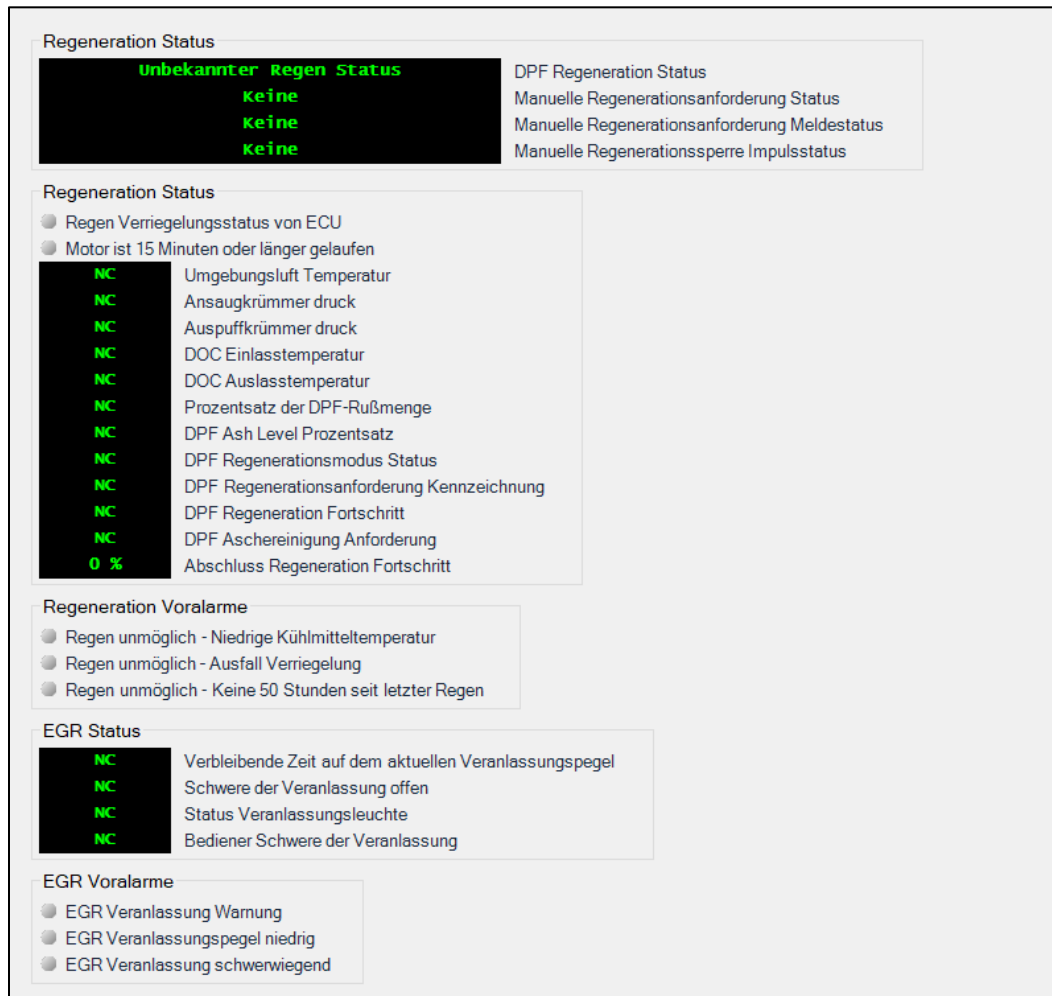 Regeneration Status
Unbekannter Regen Status DPF Regeneration Status
Keine Manuelle Regenerationsanforderung Status
Keine Manuelle Regenerationsanforderung Meldestatus
Keine Manuelle Regenerationssperre Impulsstatus
Regeneration Status
Regen Verriegelungsstatus von ECU
Motor ist 15 Minuten oder länger gelaufen
NC Umgebungsluft Temperatur
NC Ansaugkrümmer druck
NC Auspuffkrümmer druck
NC DOC Einlasstemperatur
NC DOC Auslasstemperatur
NC Prozentsatz der DPF-Rußmenge
NC DPF Ash Level Prozentsatz
NC DPF Regenerationsmodus Status
NC DPF Regenerationsanforderung Kennzeichnung
NC DPF Regeneration Fortschritt
NC DPF Aschereinigung Anforderung
0 % Abschluss Regeneration Fortschritt
Regeneration Voralarme
Regen unmöglich - Niedrige Kühlmitteltemperatur
Regen unmöglich - Ausfall Verriegelung
Regen unmöglich - Keine 50 Stunden seit letzter Regen
EGR Status
NC Verbleibende Zeit auf dem aktuellen Veranlassungspegel
NC Schwere der Veranlassung offen
NC Status Veranlassungsleuchte
NC Bediener Schwere der Veranlassung
EGR Voralarme
EGR Veranlassung Warnung
EGR Veranlassungspegel niedrig
EGR Veranlassung schwerwiegend